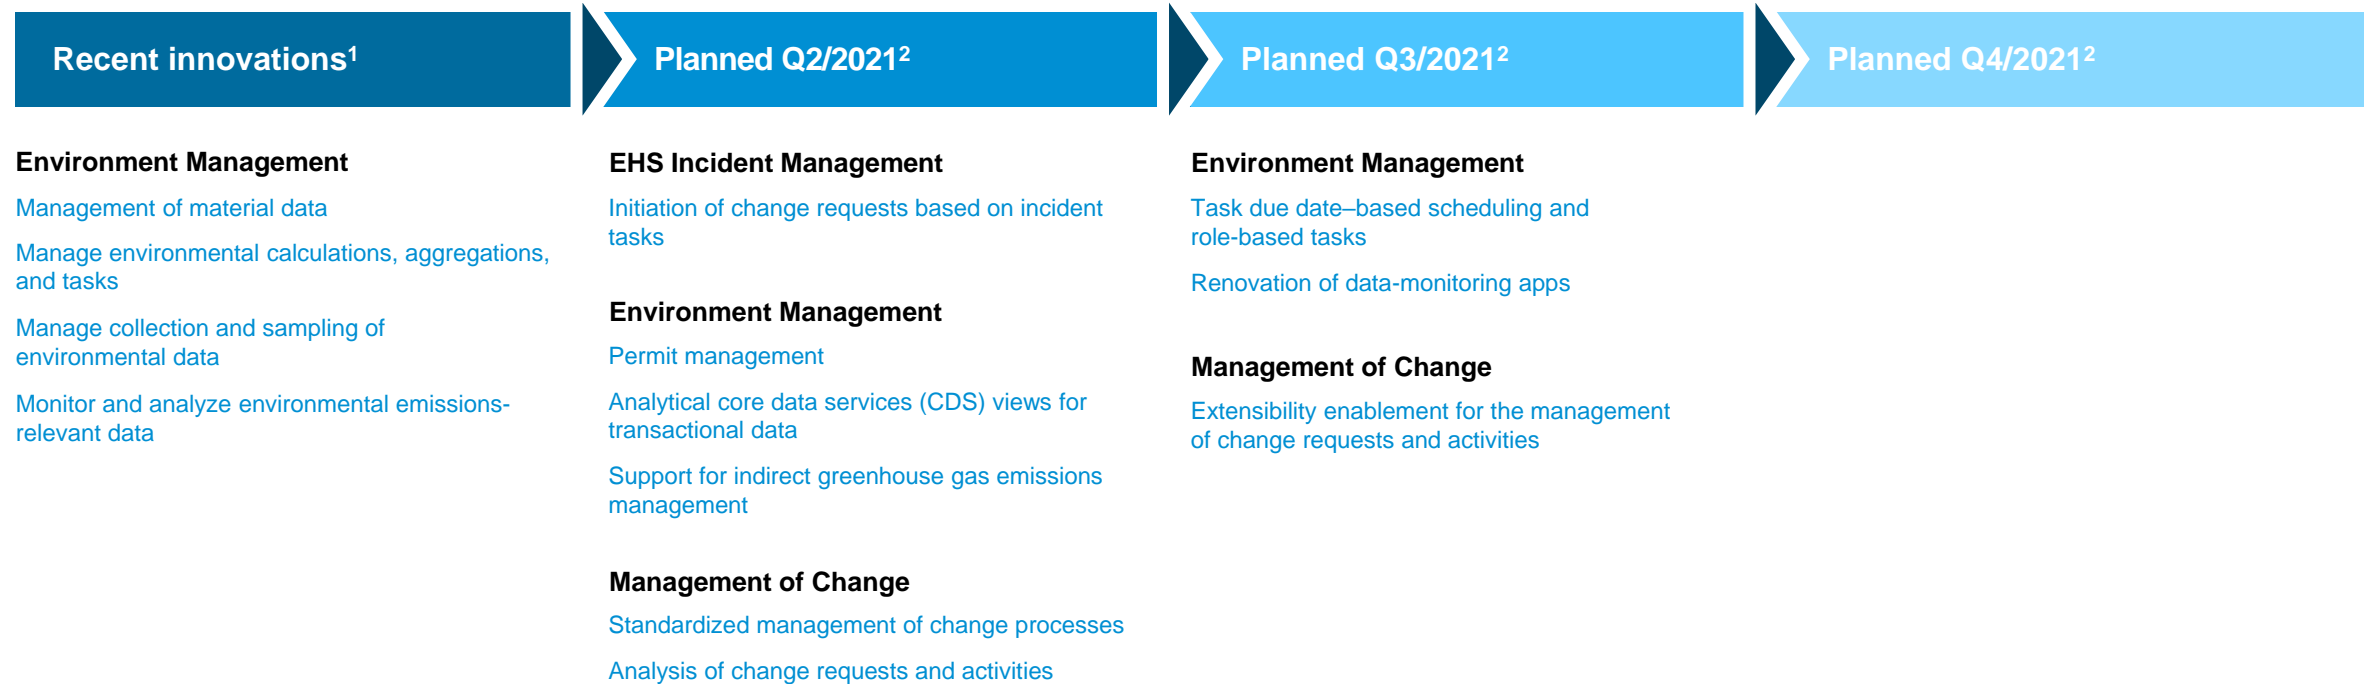 Recent innovations¹
Planned Q2/2021²
Planned Q3/2021²
Planned Q4/2021²
Environment Management
Management of material data
Manage environmental calculations, aggregations,
and tasks
Manage collection and sampling of
environmental data
Monitor and analyze environmental emissions-
relevant data
EHS Incident Management
Initiation of change requests based on incident
tasks
Environment Management
Permit management
Analytical core data services (CDS) views for
transactional data
Support for indirect greenhouse gas emissions
management
Management of Change
Standardized management of change processes
Analysis of change requests and activities
Environment Management
Task due date–based scheduling and
role-based tasks
Renovation of data-monitoring apps
Management of Change
Extensibility enablement for the management
of change requests and activities